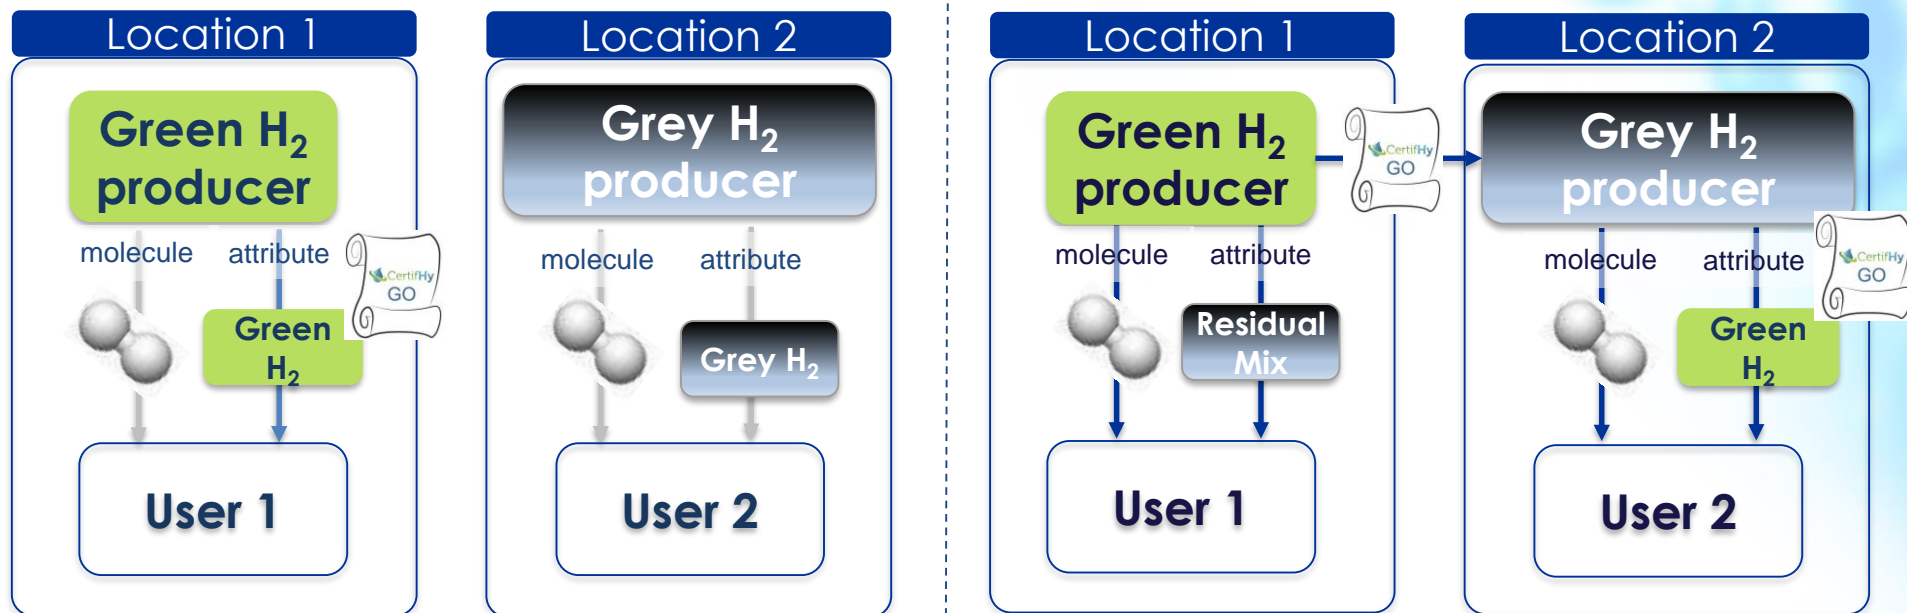 Location 1
Green H₂
producer
molecule
attribute
CertifHy
GO
Green
H₂
User 1
Location 2
Grey H₂
producer
molecule
attribute
Grey H₂
User 2
Location 1
Green H₂
producer
CertifHy
GO
molecule
attribute
Residual
Mix
User 1
Location 2
Grey H₂
producer
molecule
attribute
CertifHy
GO
Green
H₂
User 2